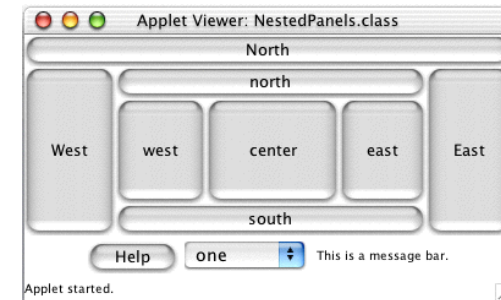 Applet Viewer: NestedPanels.class
North
north
West west center east East
south
Help one This is a message bar.
Applet started.